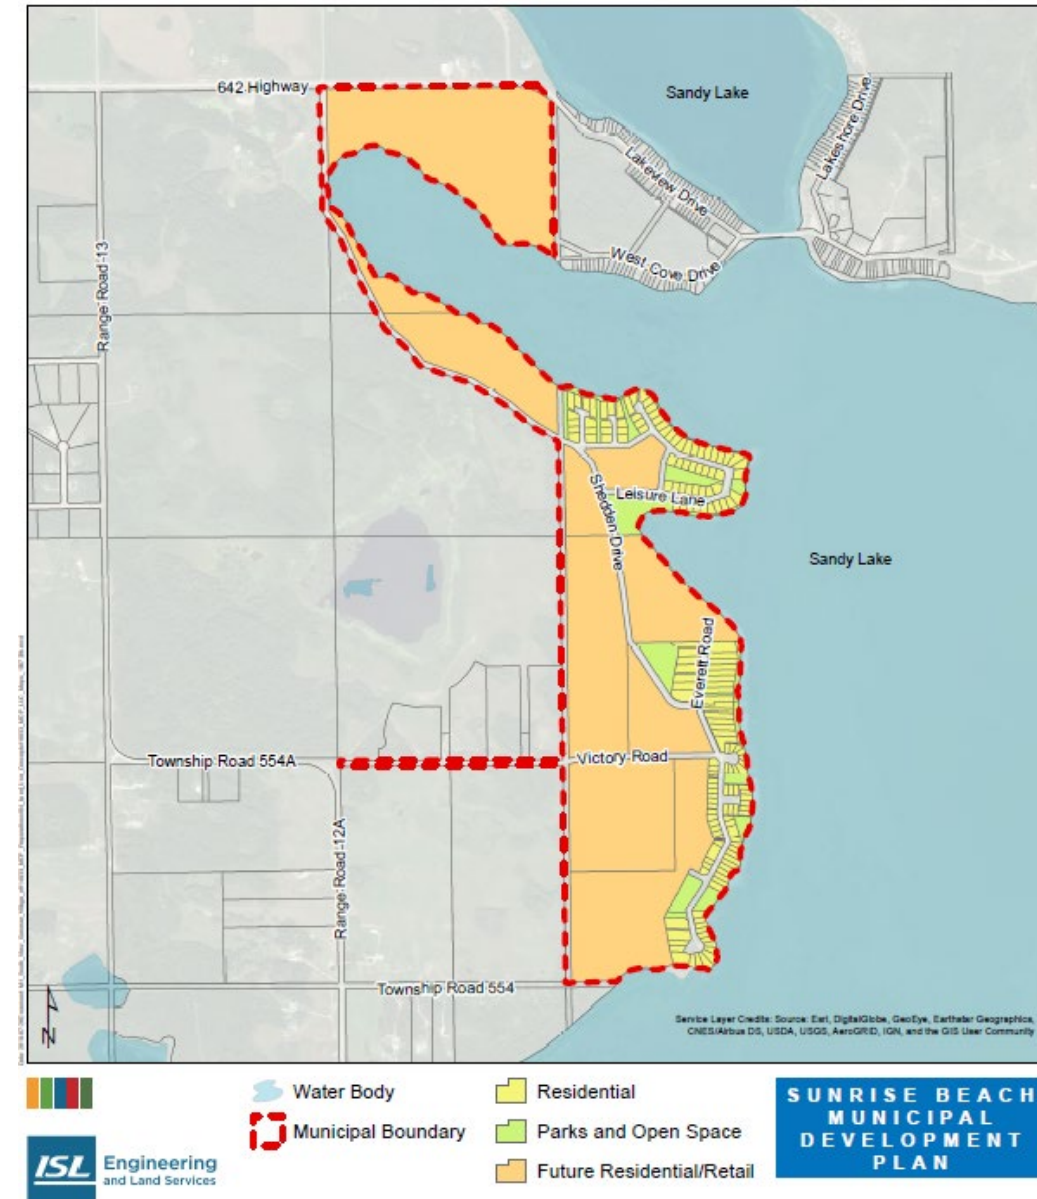 642 Highway
Sandy Lake
Lakeshore Drive
Lakeview Drive
West Cove Drive
Range Road 13
Leisure Lane
Shedden Drive
Sandy Lake
Everett Road
Township Road 554A
Victory Road
Range Road 12A
Township Road 554
N
Service Layer Credits: Source: Esri, DigitalGlobe, GeoEye, Earthstar Geographics,
CNES/Airbus DS, USDA, USGS, AeroGRID, IGN, and the GIS User Community
Water Body
Municipal Boundary
Residential
Parks and Open Space
Future Residential/Retail
SUNRISE BEACH
MUNICIPAL
DEVELOPMENT
PLAN
ISL Engineering
and Land Services